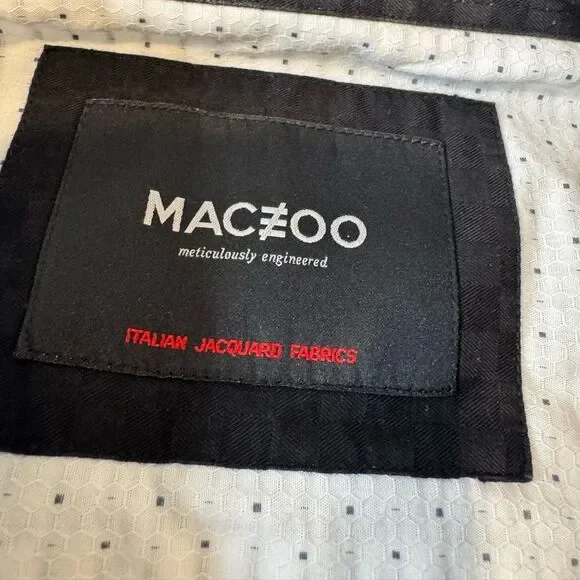 MACEOO
meticulously engineered
ITALIAN JACQUARD FABRICS